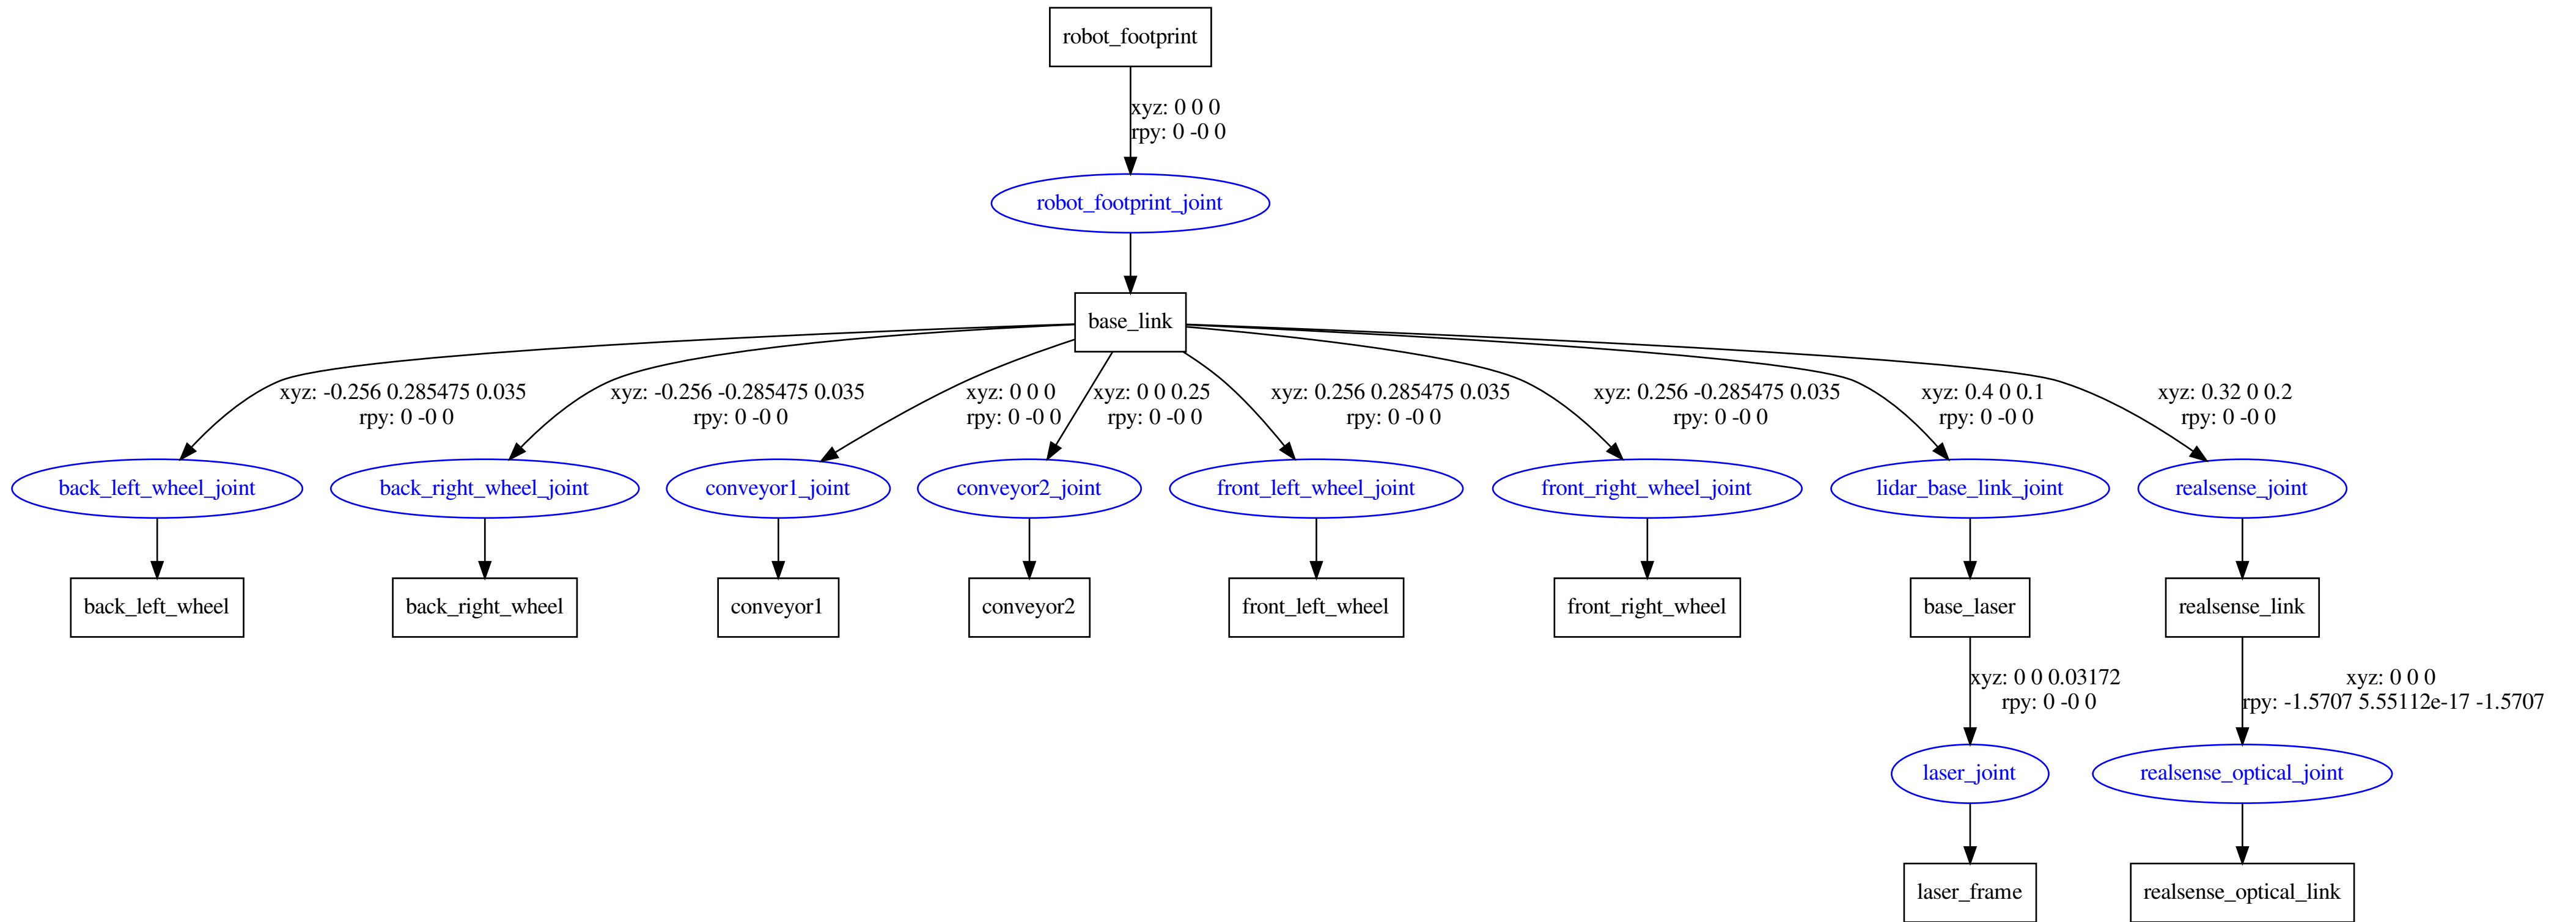 robot_footprint
xyz: 0 0 0
rpy: 0 -0 0
robot_footprint_joint
base_link
xyz: -0.256 0.285475 0.035
rpy: 0 -0 0
xyz: -0.256 -0.285475 0.035
rpy: 0 -0 0
xyz: 0 0 0
rpy: 0 -0 0
xyz: 0 0 0.25
rpy: 0 -0 0
xyz: 0.256 0.285475 0.035
rpy: 0 -0 0
xyz: 0.256 -0.285475 0.035
rpy: 0 -0 0
xyz: 0.4 0 0.1
rpy: 0 -0 0
xyz: 0.32 0 0.2
rpy: 0 -0 0
back_left_wheel_joint
back_right_wheel_joint
conveyor1_joint
conveyor2_joint
front_left_wheel_joint
front_right_wheel_joint
lidar_base_link_joint
realsense_joint
back_left_wheel
back_right_wheel
conveyor1
conveyor2
front_left_wheel
front_right_wheel
base_laser
realsense_link
xyz: 0 0 0.03172
rpy: 0 -0 0
xyz: 0 0 0
rpy: -1.5707 5.55112e-17 -1.5707
laser_joint
realsense_optical_joint
laser_frame
realsense_optical_link